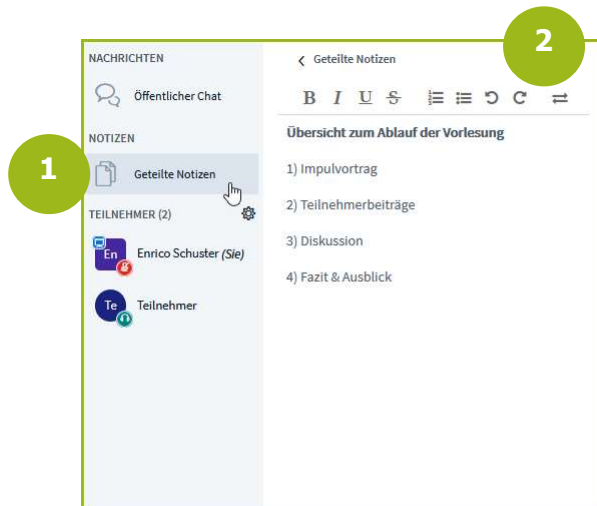 2
NACHRICHTEN
Geteilte Notizen
Öffentlicher Chat
B I U S
NOTIZEN
Übersicht zum Ablauf der Vorlesung
1
Geteilte Notizen
1) Impulvortrag
2) Teilnehmerbeiträge
TEILNEHMER (2)
3) Diskussion
En
Enrico Schuster (Sie)
4) Fazit & Ausblick
Te
Teilnehmer